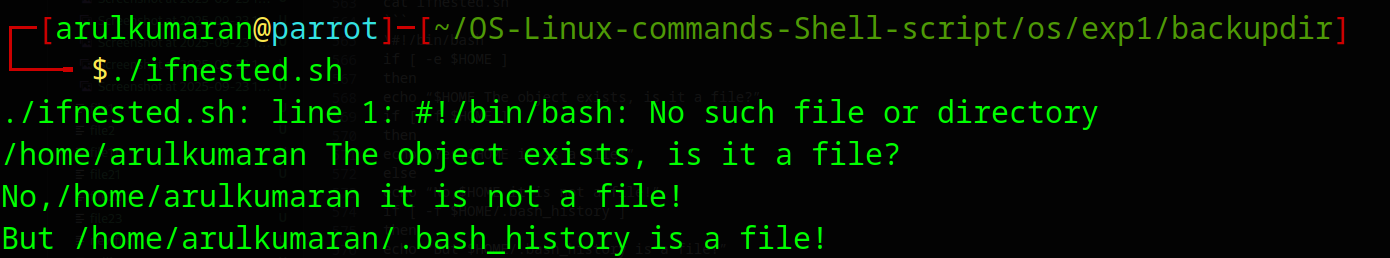 ┌─[arulkumaran@parrot]─[~/OS-Linux-commands-Shell-script/os/exp1/backupdir]
└──╼ $./ifnested.sh
./ifnested.sh: line 1: #!/bin/bash: No such file or directory
/home/arulkumaran The object exists, is it a file?
No,/home/arulkumaran it is not a file!
But /home/arulkumaran/.bash_history is a file!